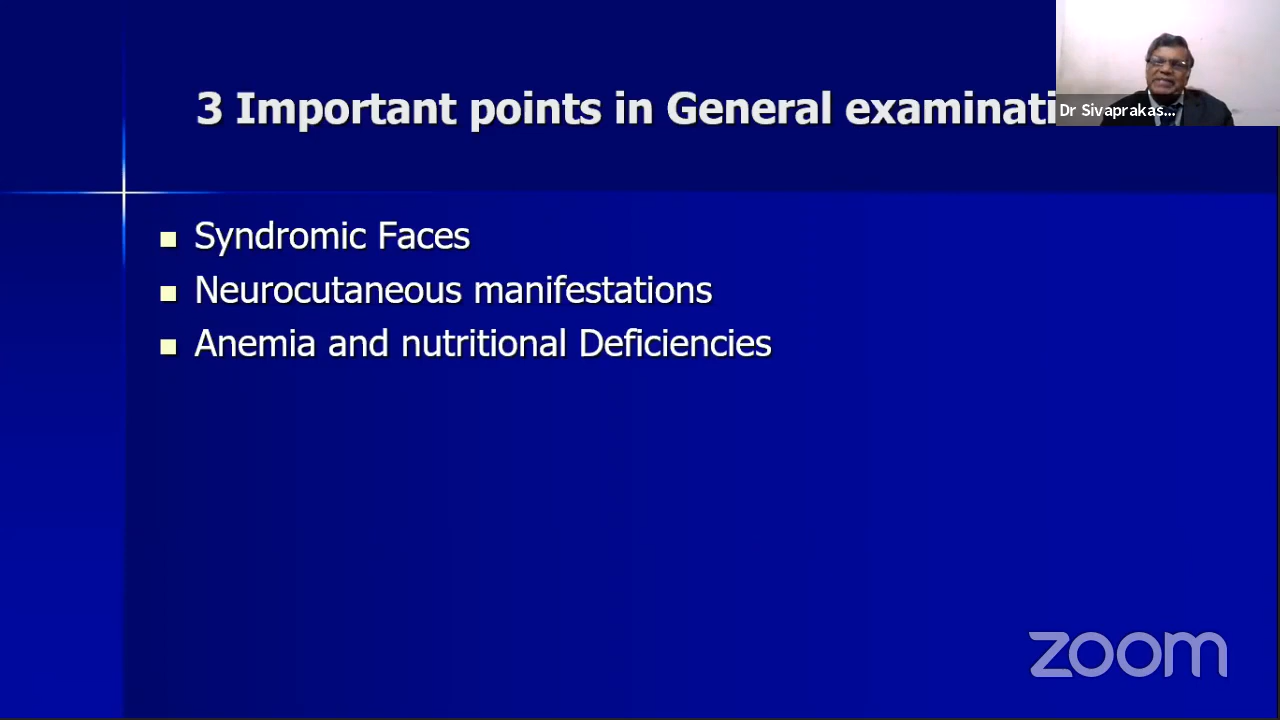 3 Important points in General examinati
Dr Sivaprakas...
Syndromic Faces
Neurocutaneous manifestations
Anemia and nutritional Deficiencies
zoom